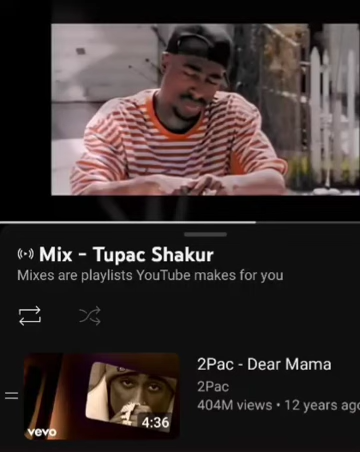 Mix - Tupac Shakur
Mixes are playlists YouTube makes for you
2Pac - Dear Mama
2Pac
404M views • 12 years ago
4:36
vevo